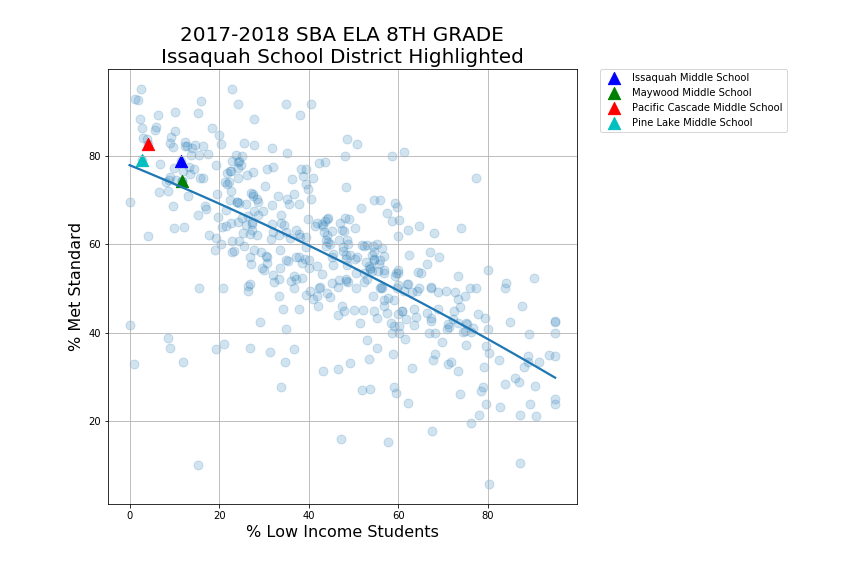 2017-2018 SBA ELA 8TH GRADE
Issaquah School District Highlighted
Issaquah Middle School
Maywood Middle School
Pacific Cascade Middle School
Pine Lake Middle School
% Met Standard
80
60
40
20
0 20 40 60 80
% Low Income Students